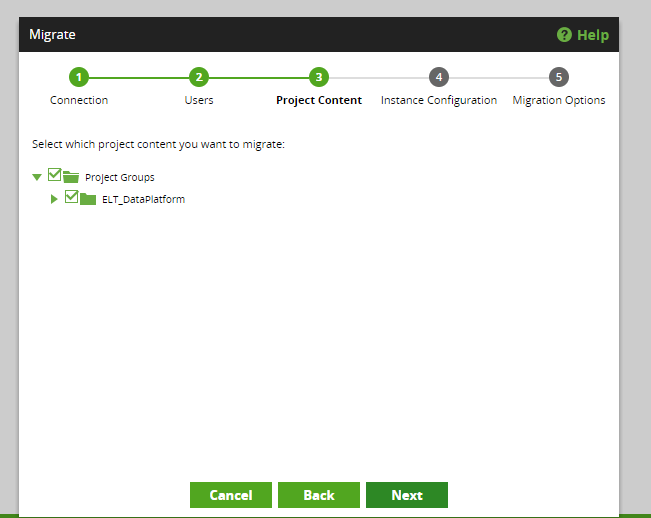 Migrate
? Help
1 2 3 4 5
Connection Users Project Content Instance Configuration Migration Options
Select which project content you want to migrate:
Project Groups
ELT_DataPlatform
Cancel Back Next